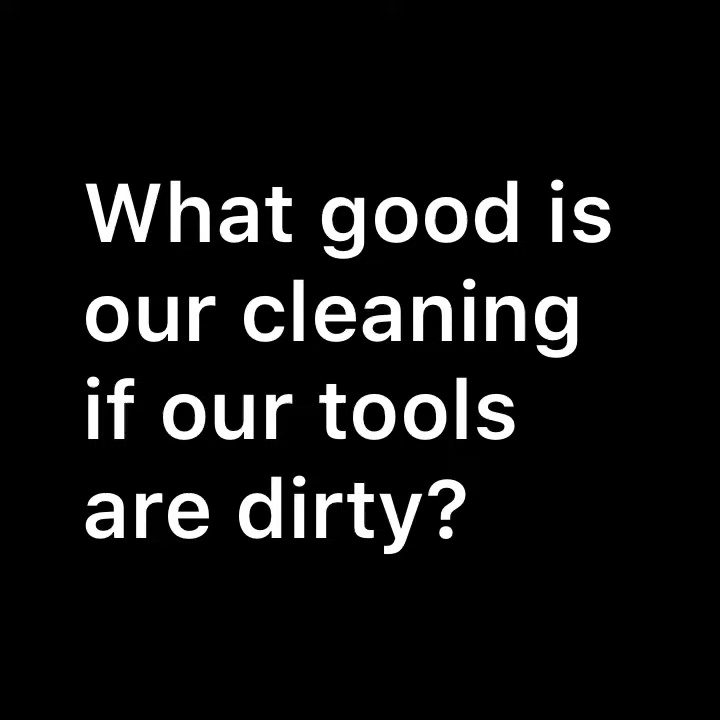 What good is
our cleaning
if our tools
are dirty?